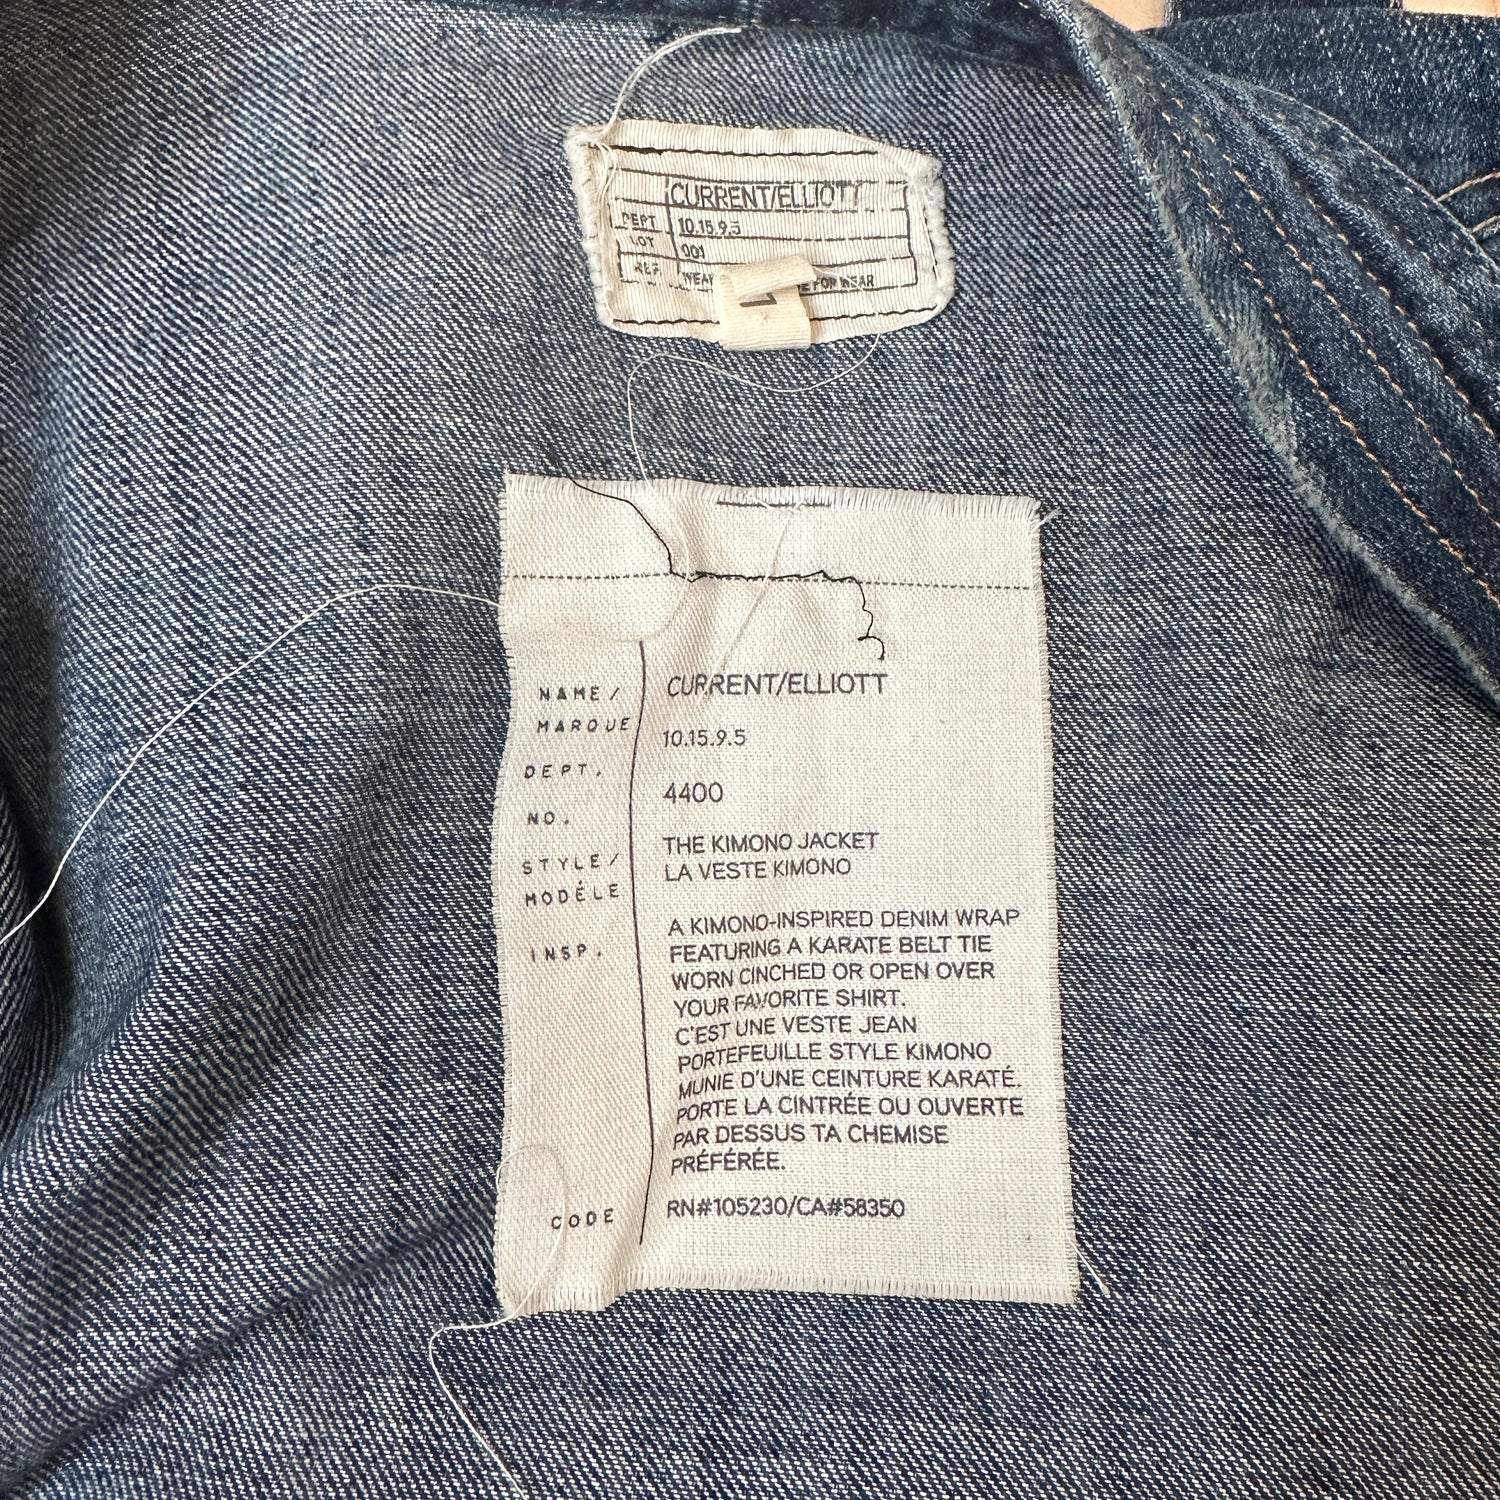 CURRENT/ELLIOTT
DEPT 10.15.9.5
LOT 001
REF. FOR WEAR
NAME / CURRENT/ELLIOTT
MARQUE
DEPT. 10.15.9.5
NO. 4400
STYLE / THE KIMONO JACKET
MODÉLE LA VESTE KIMONO
INSP. A KIMONO-INSPIRED DENIM WRAP
FEATURING A KARATE BELT TIE
WORN CINCHED OR OPEN OVER
YOUR FAVORITE SHIRT.
C'EST UNE VESTE JEAN
PORTEFEUILLE STYLE KIMONO
MUNIE D'UNE CEINTURE KARATÉ.
PORTE LA CINTRÉE OU OUVERTE
PAR DESSUS TA CHEMISE
PRÉFÉRÉE.
CODE RN#105230/CA#58350